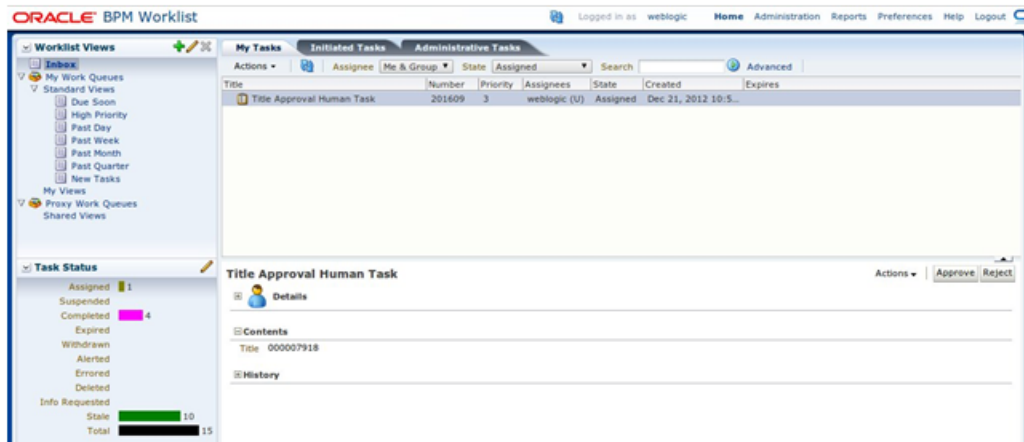 ORACLE® BPM Worklist
Logged in as weblogic Home Administration Reports Preferences Help Logout
Worklist Views
Inbox
My Work Queues
Standard Views
Due Soon
High Priority
Past Day
Past Week
Past Month
Past Quarter
New Tasks
My Views
Proxy Work Queues
Shared Views
Task Status
Assigned 1
Suspended
Completed 4
Expired
Withdrawn
Alerted
Errored
Deleted
Info Requested
Stale 10
Total 15
My Tasks Initiated Tasks Administrative Tasks
Actions Assignee Me & Group State Assigned Search Advanced
Title Number Priority Assignees State Created Expires
Title Approval Human Task 201609 3 weblogic (U) Assigned Dec 21, 2012 10:5...
Title Approval Human Task Actions Approve Reject
Details
Contents
Title 000007918
History